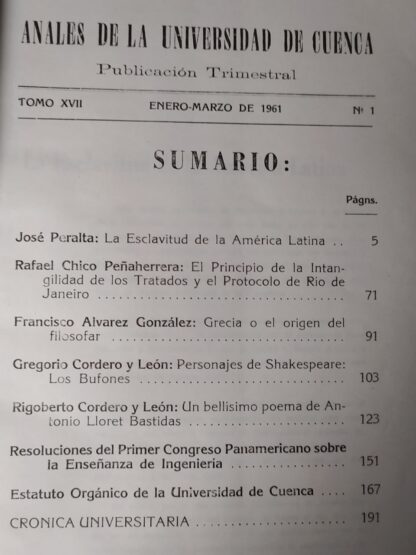 ANALES DE LA UNIVERSIDAD DE CUENCA
Publicación Trimestral
TOMO XVII ENERO-MARZO DE 1961 Nº 1
SUMARIO:
Págns.
José Peralta: La Esclavitud de la América Latina .. 5
Rafael Chico Peñaherrera: El Principio de la Intan-
gilidad de los Tratados y el Protocolo de Rio de
Janeiro ..................... 71
Francisco Alvarez González: Grecia o el origen del
filosofar ..................... 91
Gregorio Cordero y León: Personajes de Shakespeare:
Los Bufones ..................... 103
Rigoberto Cordero y León: Un bellísimo poema de An-
tonio Lloret Bastidas ..................... 123
Resoluciones del Primer Congreso Panamericano sobre
la Enseñanza de Ingeniería ................ 151
Estatuto Orgánico de la Universidad de Cuenca .... 167
CRONICA UNIVERSITARIA ..................... 191